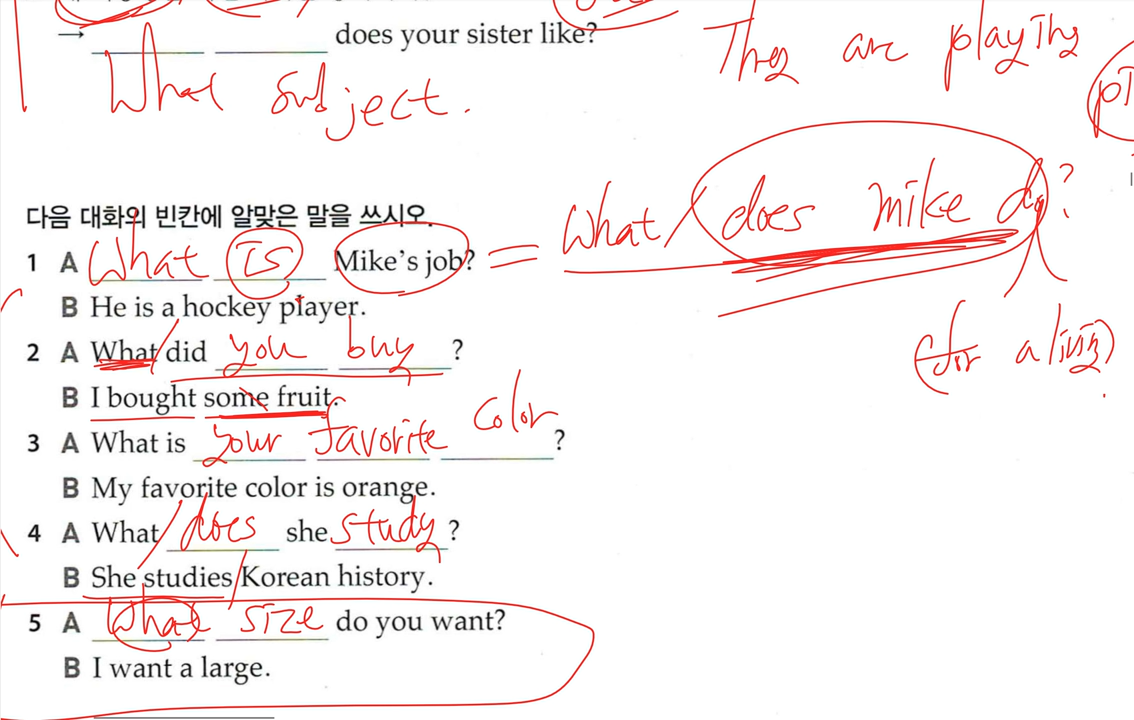 → ____ ____ does your sister like?
What subject.
They are playing
다음 대화의 빈칸에 알맞은 말을 쓰시오.
1 A What is Mike's job? = What / does mike do?
(for a living)
B He is a hockey player.
2 A What / did you buy ?
B I bought some fruit.
3 A What is your favorite color ?
B My favorite color is orange.
4 A What / does she study ?
B She studies / Korean history.
5 A What size do you want?
B I want a large.